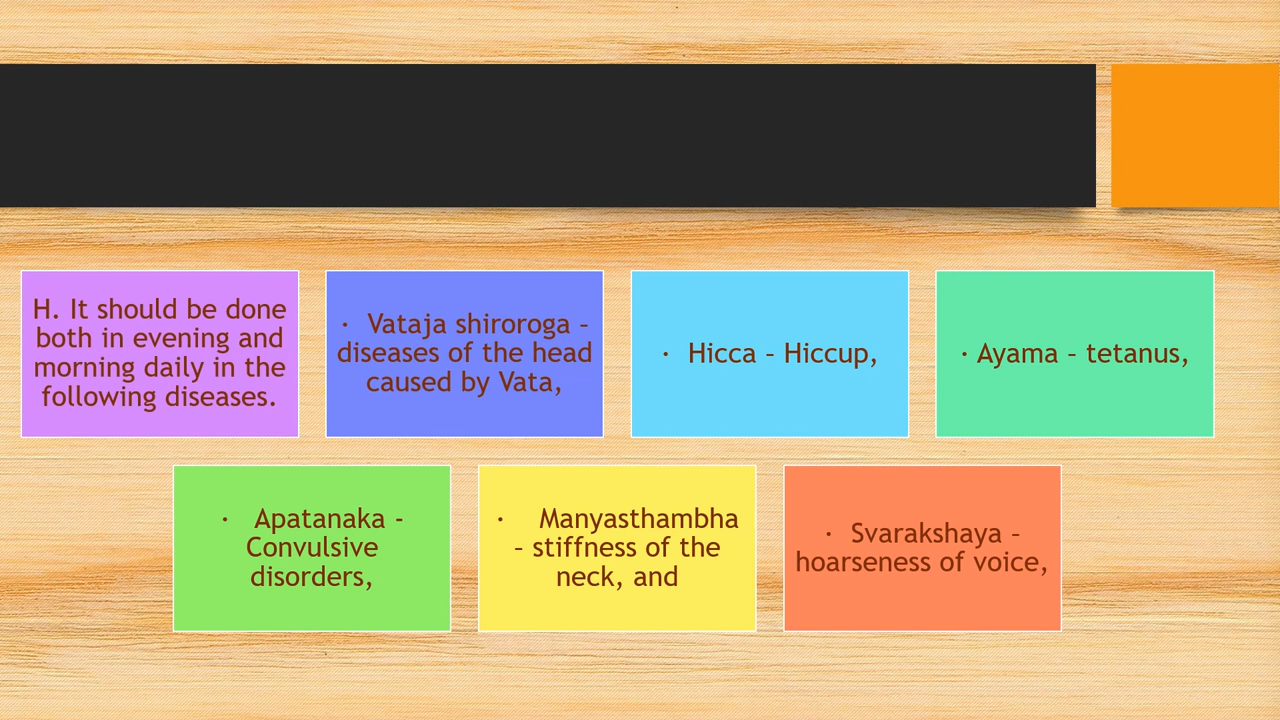 H. It should be done
both in evening and
morning daily in the
following diseases.
· Vataja shiroroga –
diseases of the head
caused by Vata,
· Hicca – Hiccup,
· Ayama – tetanus,
· Apatanaka -
Convulsive
disorders,
· Manyasthambha
– stiffness of the
neck, and
· Svarakshaya –
hoarseness of voice,